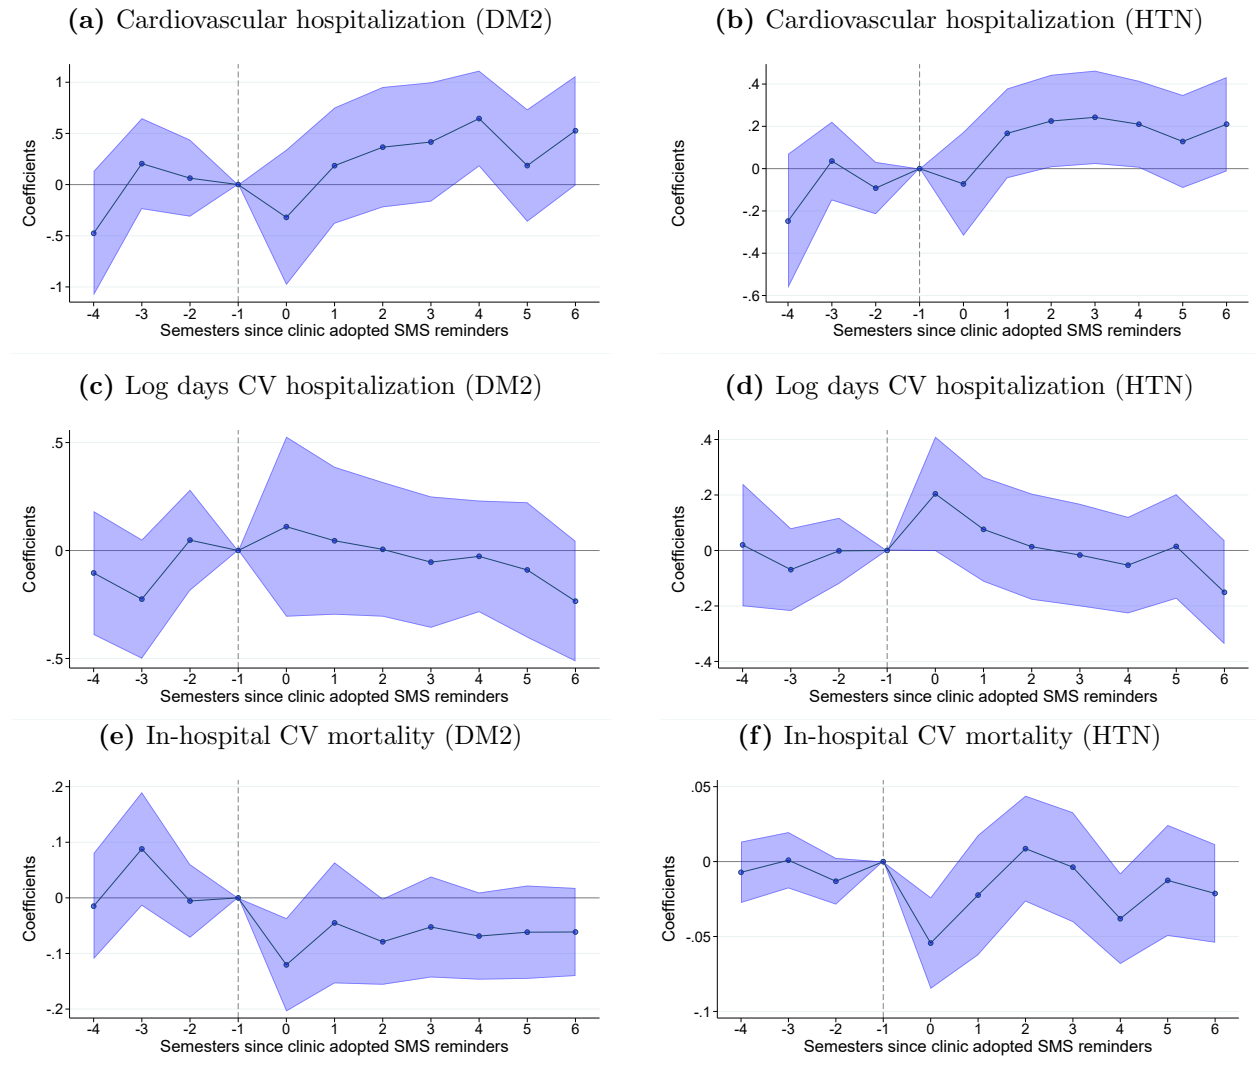 (a) Cardiovascular hospitalization (DM2)
1
.5
0
-.5
-1
Coefficients
-4 -3 -2 -1 0 1 2 3 4 5 6
Semesters since clinic adopted SMS reminders
(b) Cardiovascular hospitalization (HTN)
.4
.2
0
-.2
-.4
-.6
Coefficients
-4 -3 -2 -1 0 1 2 3 4 5 6
Semesters since clinic adopted SMS reminders
(c) Log days CV hospitalization (DM2)
.5
0
-.5
Coefficients
-4 -3 -2 -1 0 1 2 3 4 5 6
Semesters since clinic adopted SMS reminders
(d) Log days CV hospitalization (HTN)
.4
.2
0
-.2
-.4
Coefficients
-4 -3 -2 -1 0 1 2 3 4 5 6
Semesters since clinic adopted SMS reminders
(e) In-hospital CV mortality (DM2)
.2
.1
0
-.1
-.2
Coefficients
-4 -3 -2 -1 0 1 2 3 4 5 6
Semesters since clinic adopted SMS reminders
(f) In-hospital CV mortality (HTN)
.05
0
-.05
-.1
Coefficients
-4 -3 -2 -1 0 1 2 3 4 5 6
Semesters since clinic adopted SMS reminders